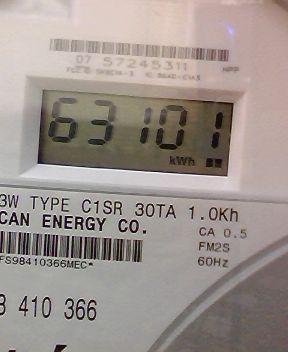 07 57245311
63101
kWh
3W TYPE C1SR 30TA 1.0Kh
CAN ENERGY CO.
CA 0.5
FM2S
FS98410366MEC*
60Hz
410 366